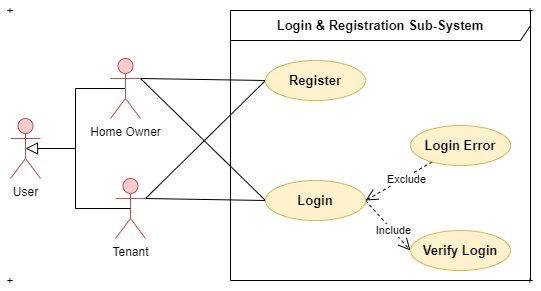 Login & Registration Sub-System
Register
Home Owner
Login Error
Exclude
User
Login
Include
Tenant
Verify Login